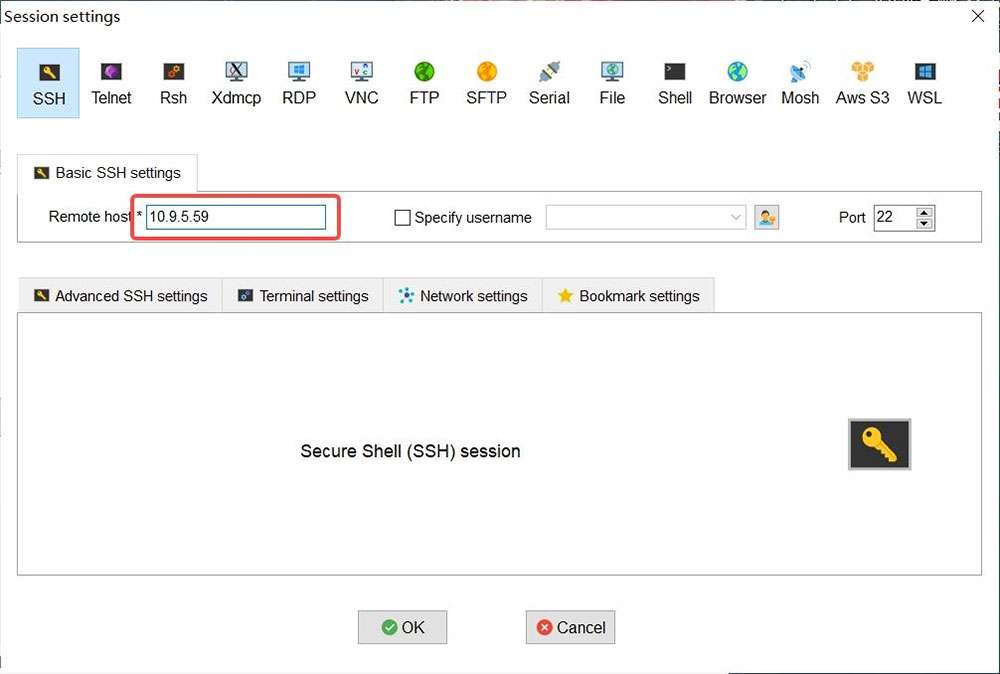 Session settings
SSH Telnet Rsh Xdmcp RDP VNC FTP SFTP Serial File Shell Browser Mosh Aws S3 WSL
Basic SSH settings
Remote host * 10.9.5.59 Specify username Port 22
Advanced SSH settings Terminal settings Network settings Bookmark settings
Secure Shell (SSH) session
OK Cancel